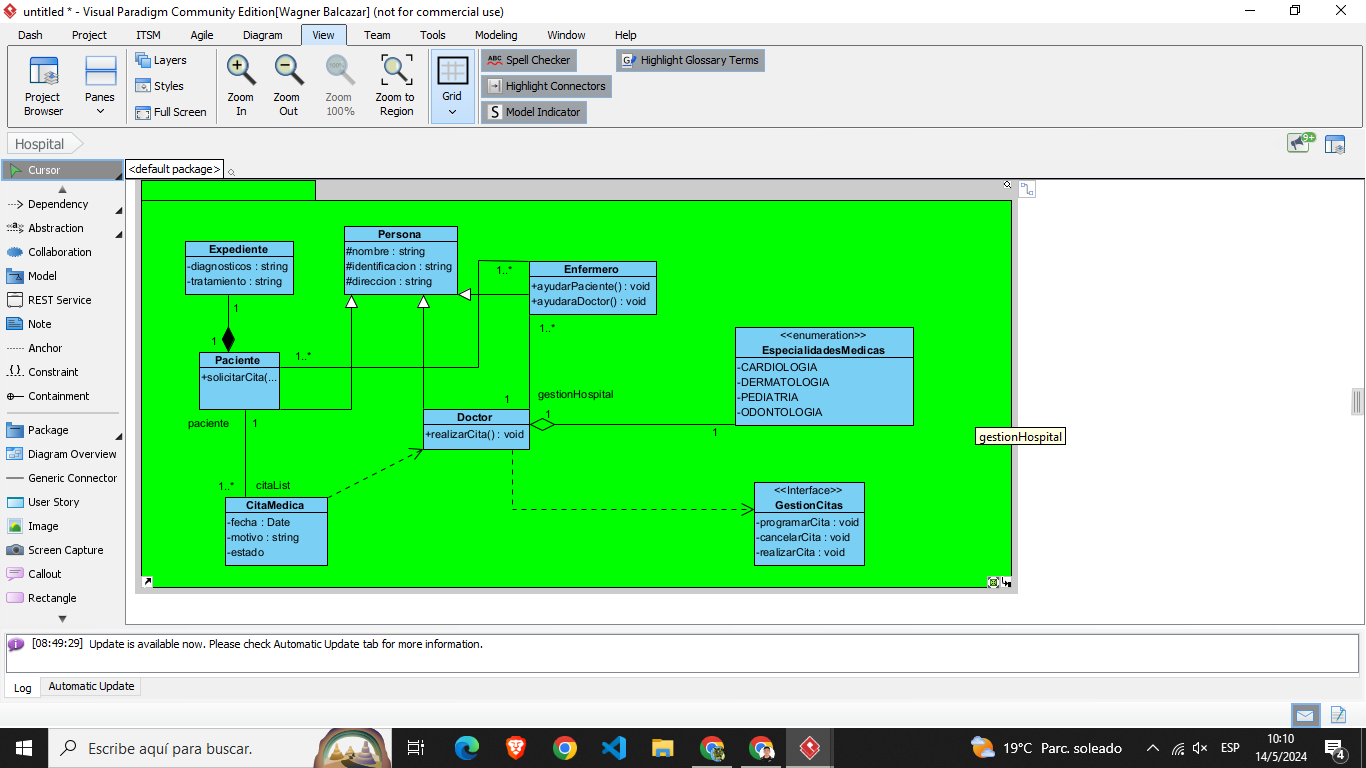 untitled * - Visual Paradigm Community Edition[Wagner Balcazar] (not for commercial use)
Dash Project ITSM Agile Diagram View Team Tools Modeling Window Help
Project Browser
Panes
Layers
Styles
Full Screen
Zoom In
Zoom Out
Zoom 100%
Zoom to Region
Grid
ABC Spell Checker
Highlight Connectors
S Model Indicator
G Highlight Glossary Terms
Hospital
9+
Cursor
<default package>
Dependency
Abstraction
Collaboration
Model
REST Service
Note
Anchor
Constraint
Containment
Package
Diagram Overview
Generic Connector
User Story
Image
Screen Capture
Callout
Rectangle
Expediente
-diagnosticos : string
-tratamiento : string
Persona
#nombre : string
#identificacion : string
#direccion : string
1..*
Enfermero
+ayudarPaciente() : void
+ayudaraDoctor() : void
1
1
1..*
1..*
Paciente
+solicitarCita(...
<<enumeration>>
EspecialidadesMedicas
-CARDIOLOGIA
-DERMATOLOGIA
-PEDIATRIA
-ODONTOLOGIA
gestionHospital
1
1
1
Doctor
+realizarCita() : void
paciente
1
gestionHospital
1..*
citaList
CitaMedica
-fecha : Date
-motivo : string
-estado
<<Interface>>
GestionCitas
-programarCita : void
-cancelarCita : void
-realizarCita : void
[08:49:29] Update is available now. Please check Automatic Update tab for more information.
Log Automatic Update
Escribe aquí para buscar.
19°C Parc. soleado
ESP
10:10
14/5/2024
4